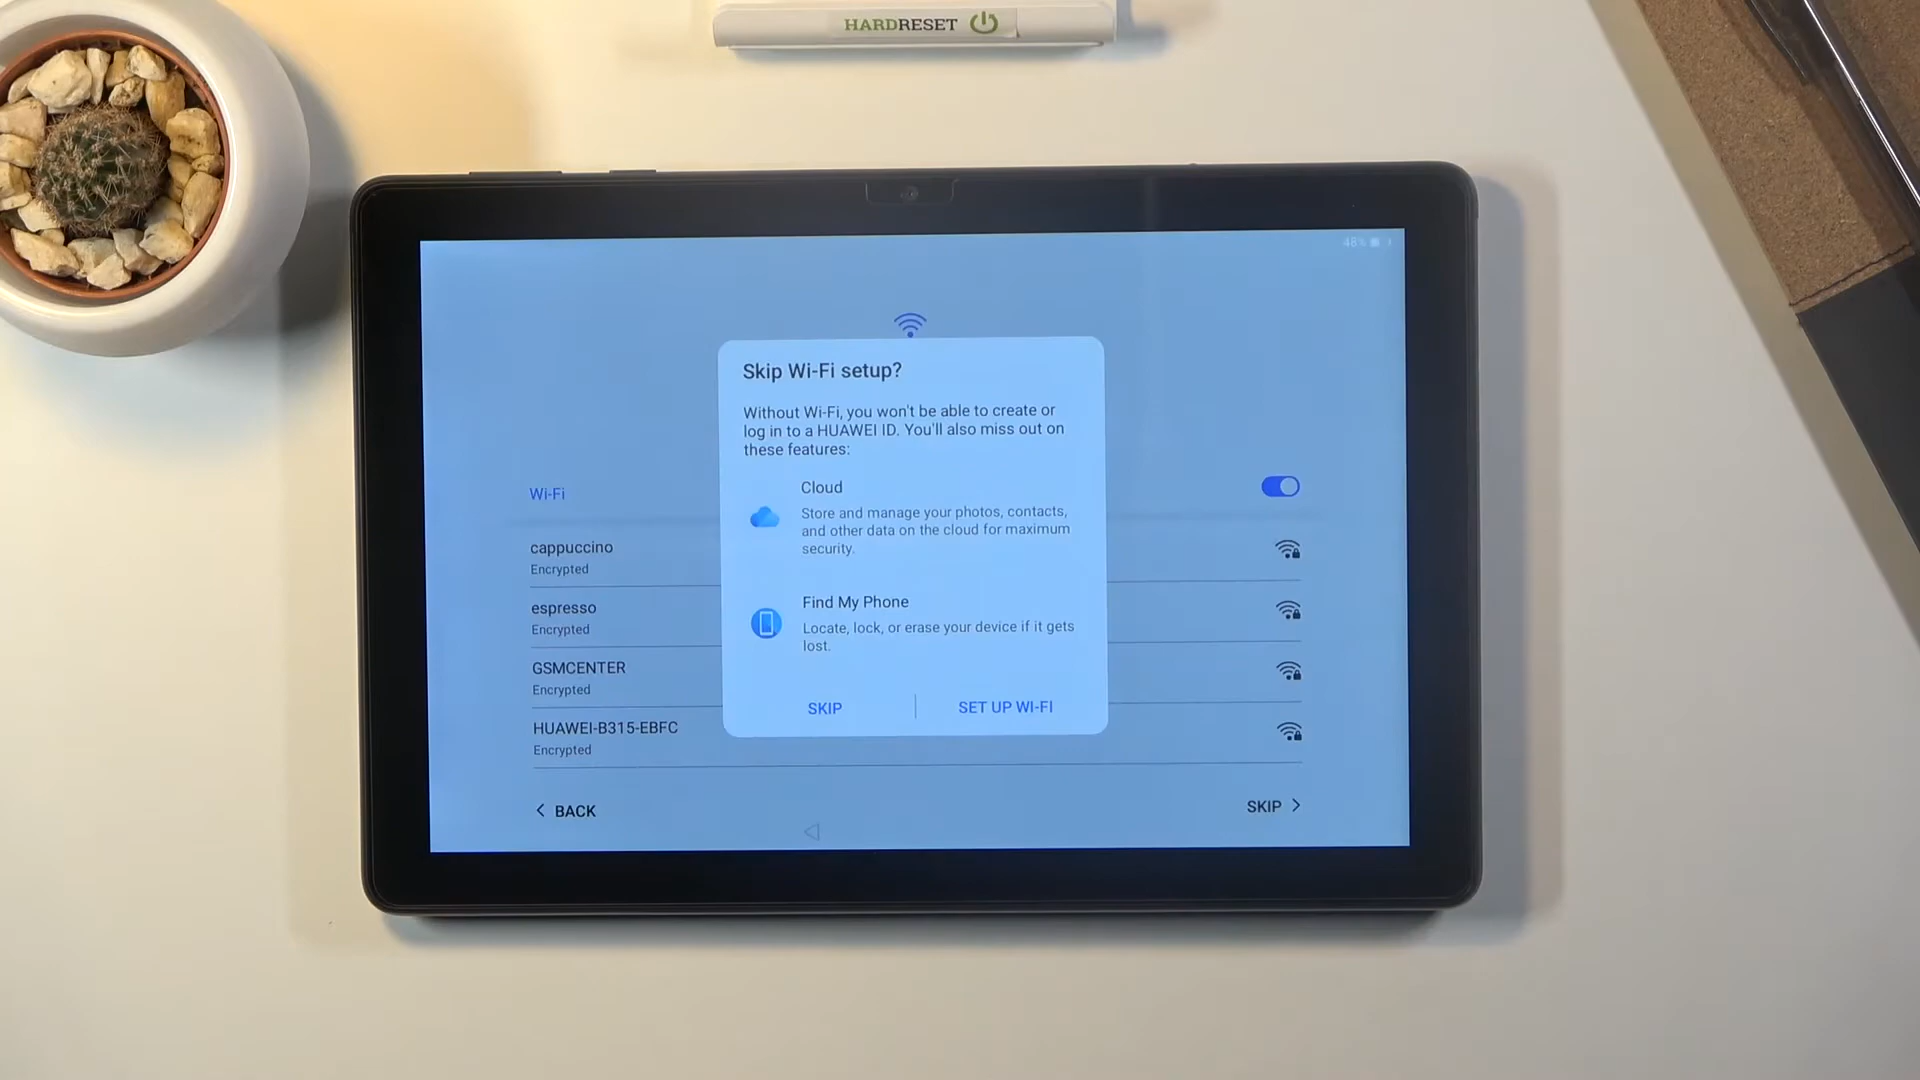 HARDRESET
48%
Skip Wi-Fi setup?
Without Wi-Fi, you won't be able to create or
log in to a HUAWEI ID. You'll also miss out on
these features:
Cloud
Store and manage your photos, contacts,
and other data on the cloud for maximum
security.
Find My Phone
Locate, lock, or erase your device if it gets
lost.
SKIP
SET UP WI-FI
Wi-Fi
cappuccino
Encrypted
espresso
Encrypted
GSMCENTER
Encrypted
HUAWEI-B315-EBFC
Encrypted
BACK
SKIP